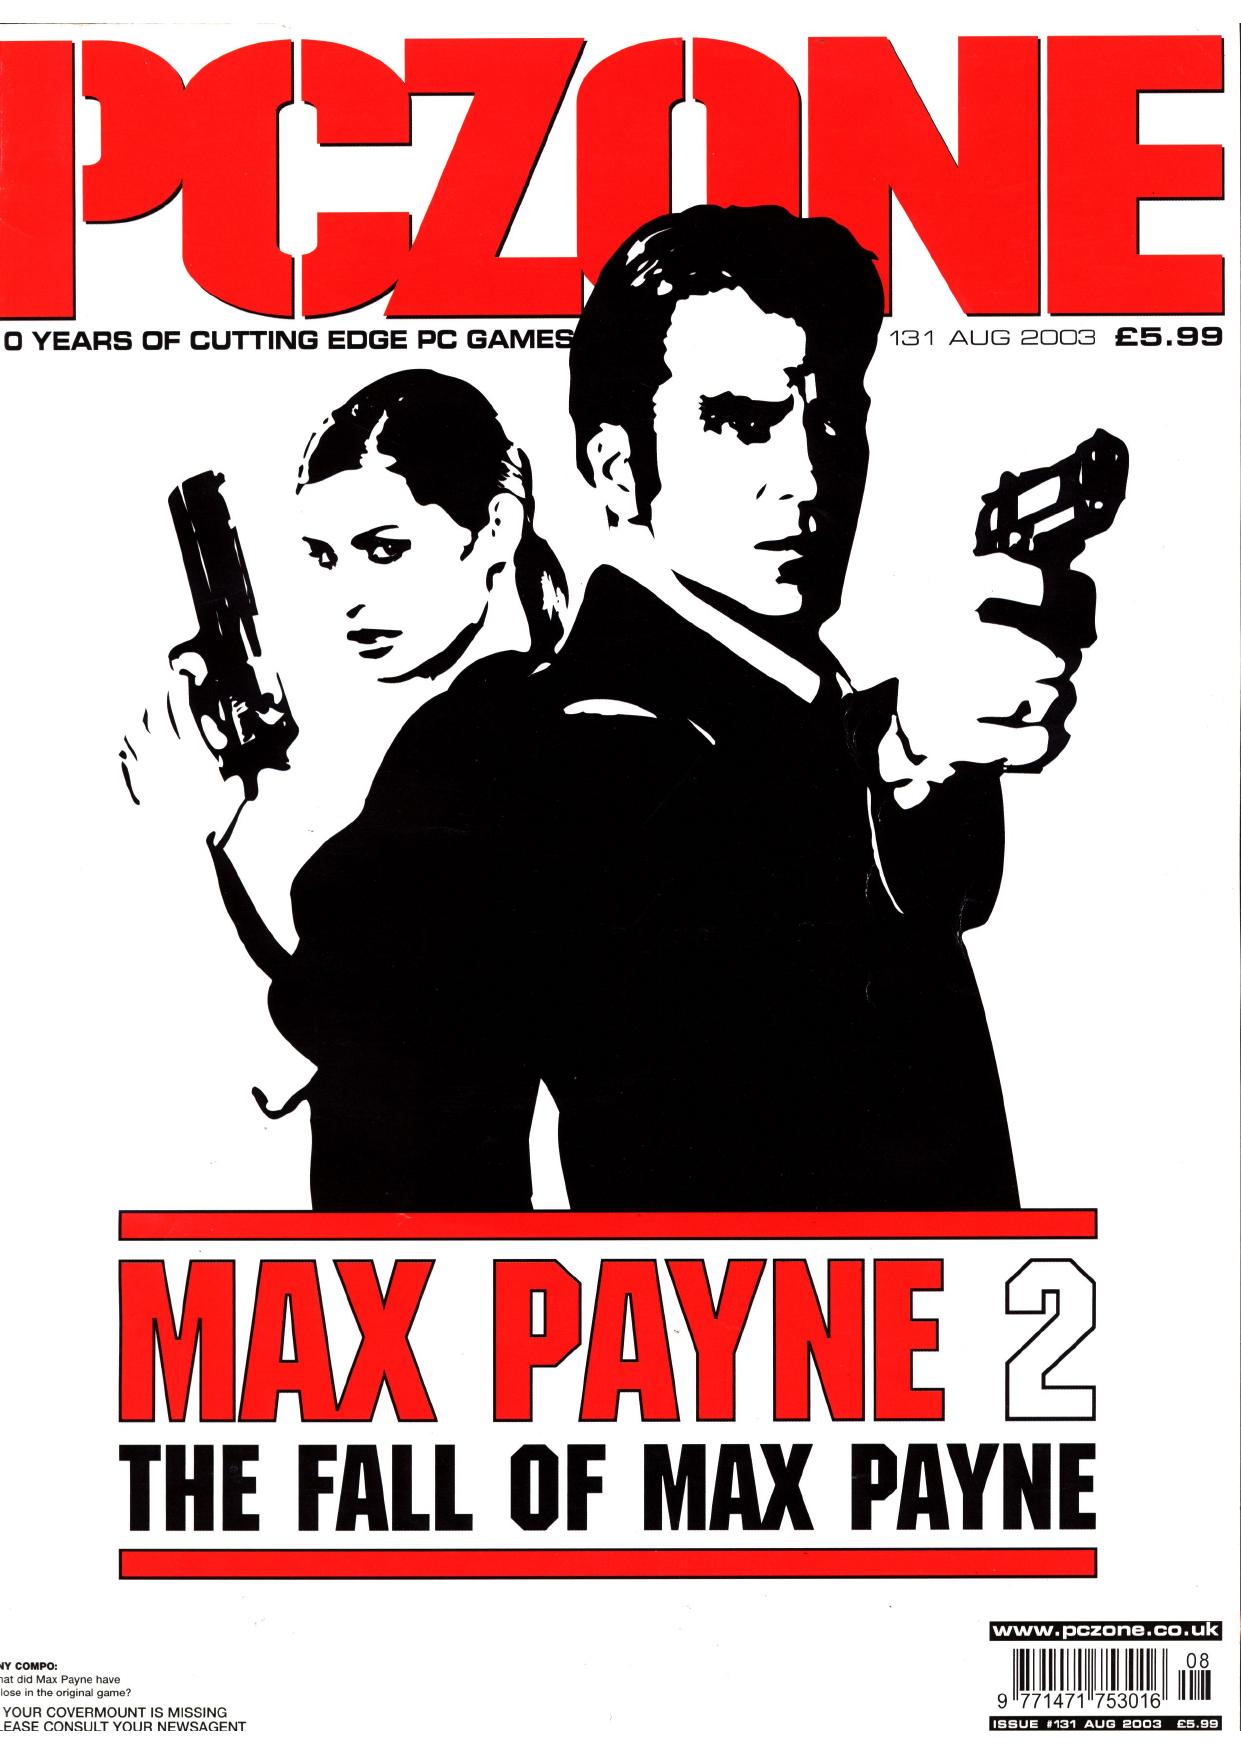 PCZONE
0 YEARS OF CUTTING EDGE PC GAMES
131 AUG 2003 £5.99
MAX PAYNE 2
THE FALL OF MAX PAYNE
www.pczone.co.uk
08
9 771471 753016
ISSUE #131 AUG 2003 £5.99
NY COMPO:
hat did Max Payne have
lose in the original game?
YOUR COVERMOUNT IS MISSING
LEASE CONSULT YOUR NEWSAGENT